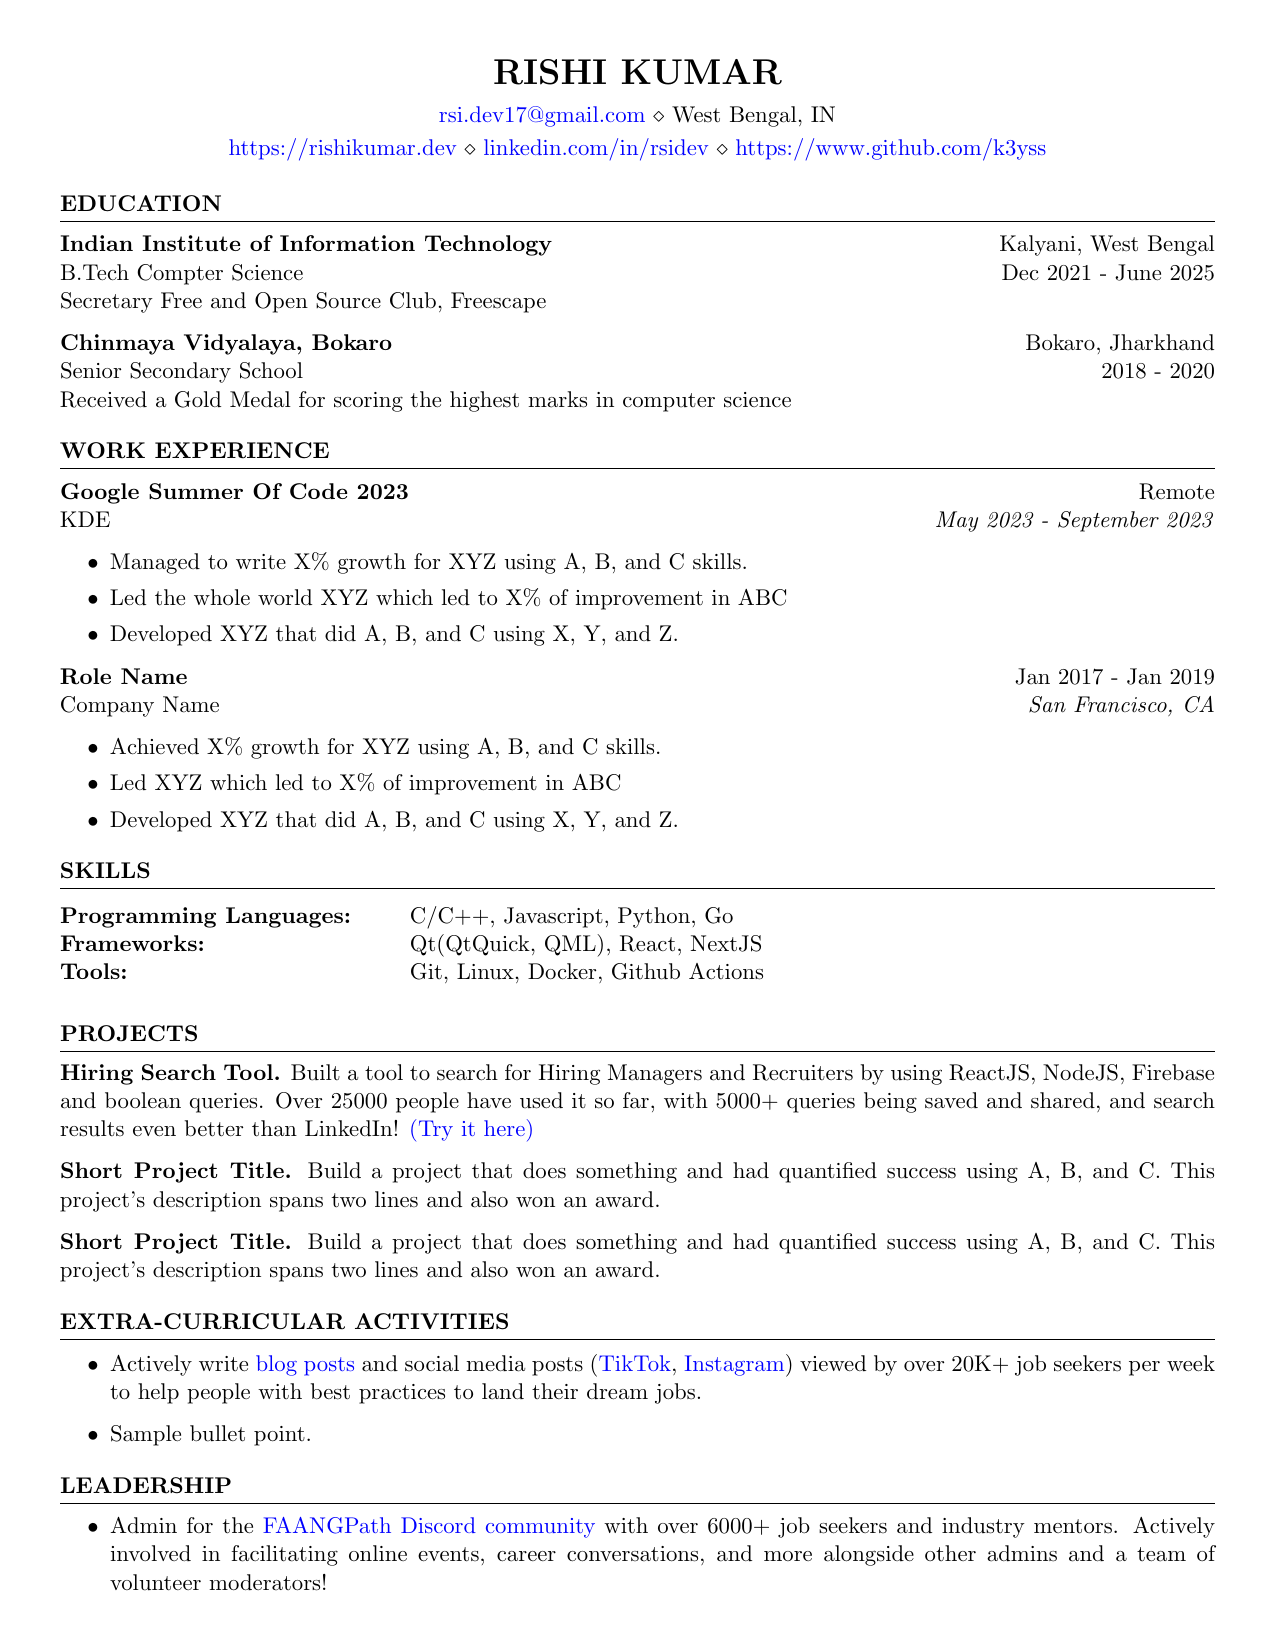 RISHI KUMAR
rsi.dev17@gmail.com ⋄ West Bengal, IN
https://rishikumar.dev ⋄ linkedin.com/in/rsidev ⋄ https://www.github.com/k3yss
EDUCATION
Indian Institute of Information Technology Kalyani, West Bengal
B.Tech Compter Science Dec 2021 - June 2025
Secretary Free and Open Source Club, Freescape
Chinmaya Vidyalaya, Bokaro Bokaro, Jharkhand
Senior Secondary School 2018 - 2020
Received a Gold Medal for scoring the highest marks in computer science
WORK EXPERIENCE
Google Summer Of Code 2023 Remote
KDE May 2023 - September 2023
• Managed to write X% growth for XYZ using A, B, and C skills.
• Led the whole world XYZ which led to X% of improvement in ABC
• Developed XYZ that did A, B, and C using X, Y, and Z.
Role Name Jan 2017 - Jan 2019
Company Name San Francisco, CA
• Achieved X% growth for XYZ using A, B, and C skills.
• Led XYZ which led to X% of improvement in ABC
• Developed XYZ that did A, B, and C using X, Y, and Z.
SKILLS
Programming Languages: C/C++, Javascript, Python, Go
Frameworks: Qt(QtQuick, QML), React, NextJS
Tools: Git, Linux, Docker, Github Actions
PROJECTS
Hiring Search Tool. Built a tool to search for Hiring Managers and Recruiters by using ReactJS, NodeJS, Firebase
and boolean queries. Over 25000 people have used it so far, with 5000+ queries being saved and shared, and search
results even better than LinkedIn! (Try it here)
Short Project Title. Build a project that does something and had quantified success using A, B, and C. This
project's description spans two lines and also won an award.
Short Project Title. Build a project that does something and had quantified success using A, B, and C. This
project's description spans two lines and also won an award.
EXTRA-CURRICULAR ACTIVITIES
• Actively write blog posts and social media posts (TikTok, Instagram) viewed by over 20K+ job seekers per week
to help people with best practices to land their dream jobs.
• Sample bullet point.
LEADERSHIP
• Admin for the FAANGPath Discord community with over 6000+ job seekers and industry mentors. Actively
involved in facilitating online events, career conversations, and more alongside other admins and a team of
volunteer moderators!